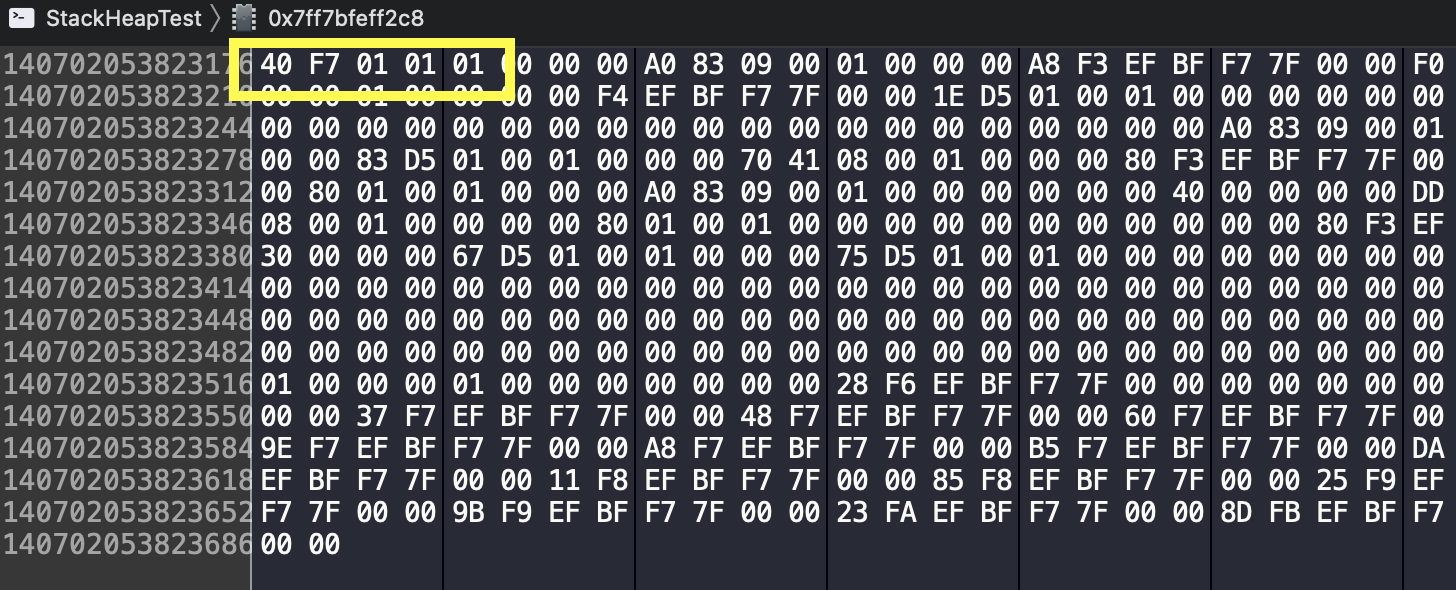 StackHeapTest 0x7ff7bfeff2c8
140702053823176 40 F7 01 01 01 00 00 00 A0 83 09 00 01 00 00 00 A8 F3 EF BF F7 7F 00 00 F0
140702053823210 00 00 01 00 00 00 00 F4 EF BF F7 7F 00 00 1E D5 01 00 01 00 00 00 00 00 00
140702053823244 00 00 00 00 00 00 00 00 00 00 00 00 00 00 00 00 00 00 00 00 A0 83 09 00 01
140702053823278 00 00 83 D5 01 00 01 00 00 00 70 41 08 00 01 00 00 00 80 F3 EF BF F7 7F 00
140702053823312 00 80 01 00 01 00 00 00 A0 83 09 00 01 00 00 00 00 00 00 40 00 00 00 00 DD
140702053823346 08 00 01 00 00 00 00 80 01 00 01 00 00 00 00 00 00 00 00 00 00 00 80 F3 EF
140702053823380 30 00 00 00 67 D5 01 00 01 00 00 00 75 D5 01 00 01 00 00 00 00 00 00 00 00
140702053823414 00 00 00 00 00 00 00 00 00 00 00 00 00 00 00 00 00 00 00 00 00 00 00 00 00
140702053823448 00 00 00 00 00 00 00 00 00 00 00 00 00 00 00 00 00 00 00 00 00 00 00 00 00
140702053823482 00 00 00 00 00 00 00 00 00 00 00 00 00 00 00 00 00 00 00 00 00 00 00 00 00
140702053823516 01 00 00 00 01 00 00 00 00 00 00 00 28 F6 EF BF F7 7F 00 00 00 00 00 00 00
140702053823550 00 00 37 F7 EF BF F7 7F 00 00 48 F7 EF BF F7 7F 00 00 60 F7 EF BF F7 7F 00
140702053823584 9E F7 EF BF F7 7F 00 00 A8 F7 EF BF F7 7F 00 00 B5 F7 EF BF F7 7F 00 00 DA
140702053823618 EF BF F7 7F 00 00 11 F8 EF BF F7 7F 00 00 85 F8 EF BF F7 7F 00 00 25 F9 EF
140702053823652 F7 7F 00 00 9B F9 EF BF F7 7F 00 00 23 FA EF BF F7 7F 00 00 8D FB EF BF F7
140702053823686 00 00